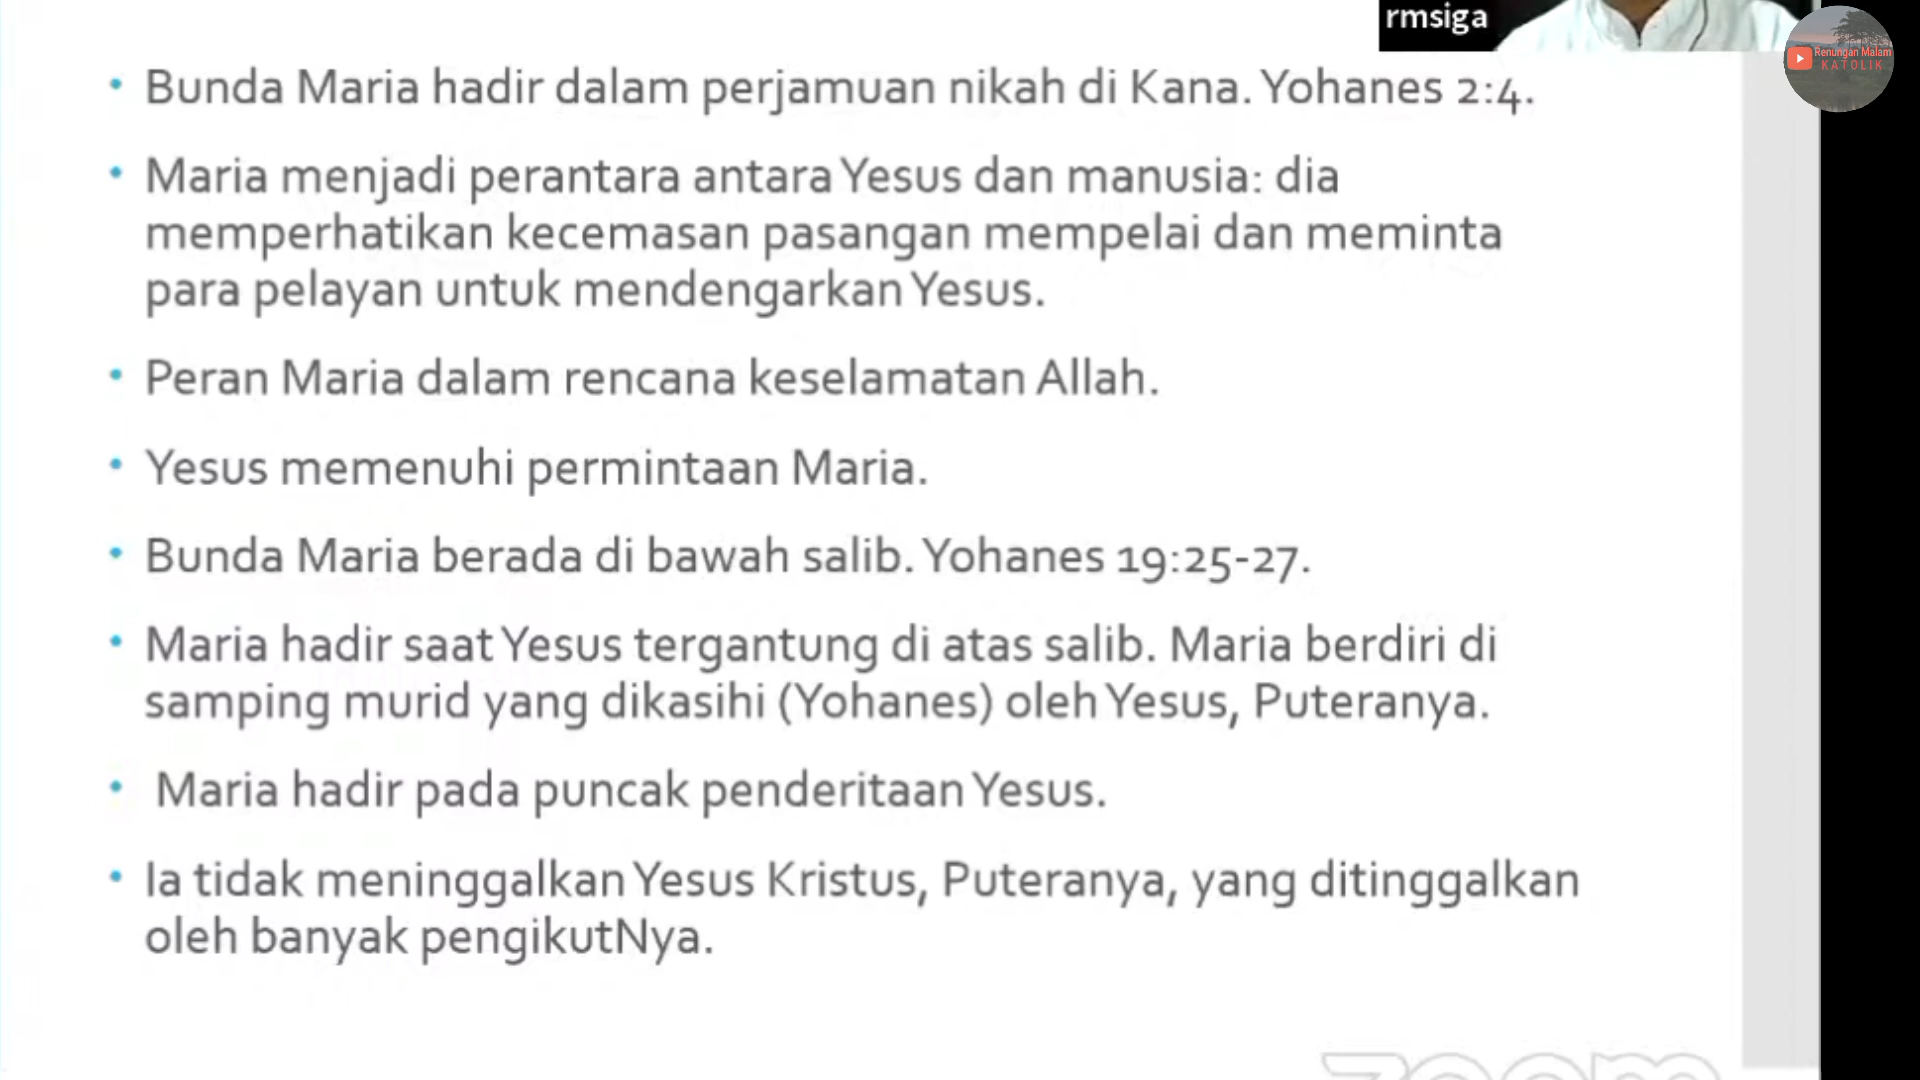 rmsiga
Renungan Malam
KATOLIK
• Bunda Maria hadir dalam perjamuan nikah di Kana. Yohanes 2:4.
• Maria menjadi perantara antara Yesus dan manusia: dia
memperhatikan kecemasan pasangan mempelai dan meminta
para pelayan untuk mendengarkan Yesus.
• Peran Maria dalam rencana keselamatan Allah.
• Yesus memenuhi permintaan Maria.
• Bunda Maria berada di bawah salib. Yohanes 19:25-27.
• Maria hadir saat Yesus tergantung di atas salib. Maria berdiri di
samping murid yang dikasihi (Yohanes) oleh Yesus, Puteranya.
• Maria hadir pada puncak penderitaan Yesus.
• Ia tidak meninggalkan Yesus Kristus, Puteranya, yang ditinggalkan
oleh banyak pengikutNya.
zoom